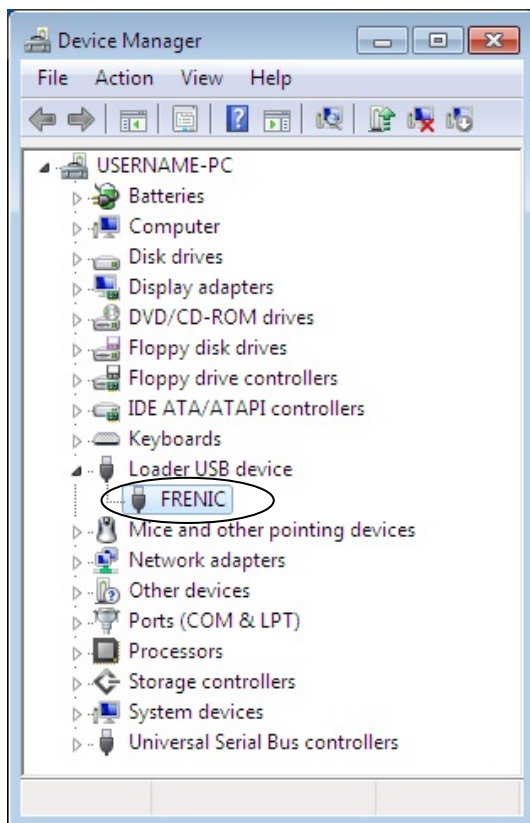 Device Manager
File Action View Help
USERNAME-PC
Batteries
Computer
Disk drives
Display adapters
DVD/CD-ROM drives
Floppy disk drives
Floppy drive controllers
IDE ATA/ATAPI controllers
Keyboards
Loader USB device
FRENIC
Mice and other pointing devices
Network adapters
Other devices
Ports (COM & LPT)
Processors
Storage controllers
System devices
Universal Serial Bus controllers